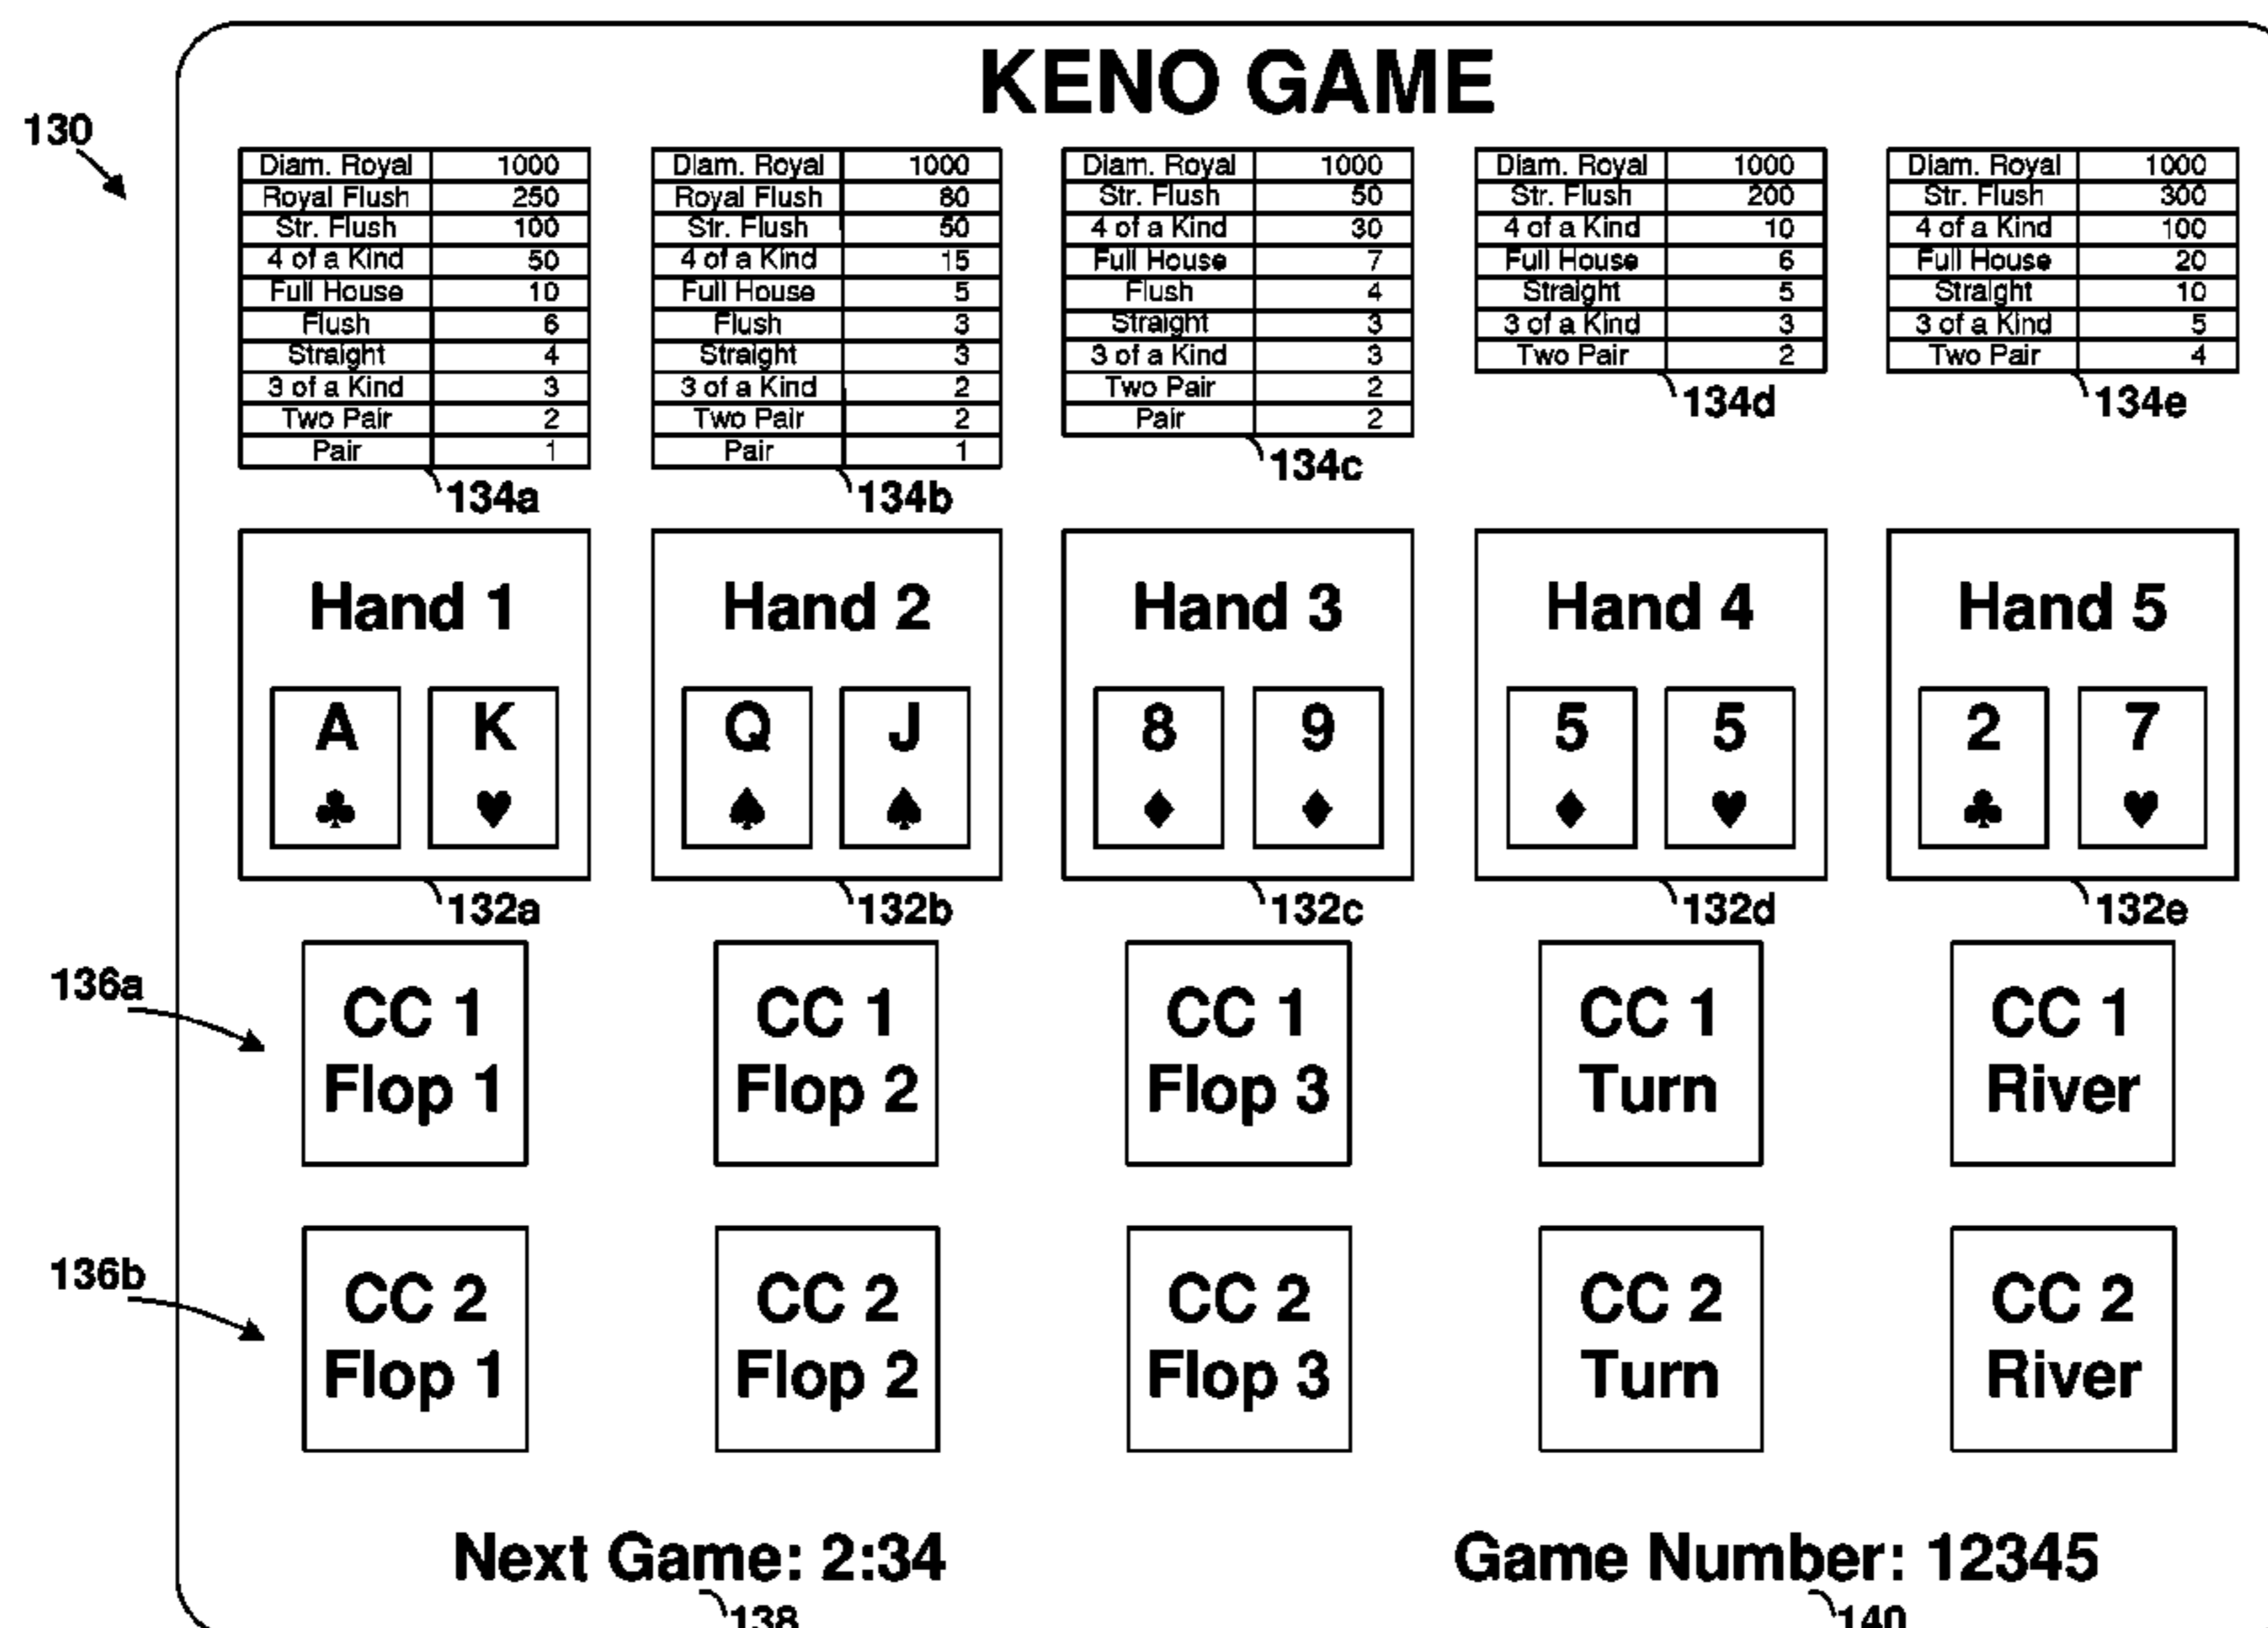 KENO GAME
130
Diam. Royal 1000
Royal Flush 250
Str. Flush 100
4 of a Kind 50
Full House 10
Flush 6
Straight 4
3 of a Kind 3
Two Pair 2
Pair 1
134a
Diam. Royal 1000
Royal Flush 80
Str. Flush 50
4 of a Kind 15
Full House 5
Flush 3
Straight 3
3 of a Kind 2
Two Pair 2
Pair 1
134b
Diam. Royal 1000
Str. Flush 50
4 of a Kind 30
Full House 7
Flush 4
Straight 3
3 of a Kind 3
Two Pair 2
Pair 2
134c
Diam. Royal 1000
Str. Flush 200
4 of a Kind 10
Full House 6
Straight 5
3 of a Kind 3
Two Pair 2
134d
Diam. Royal 1000
Str. Flush 300
4 of a Kind 100
Full House 20
Straight 10
3 of a Kind 5
Two Pair 4
134e
Hand 1
A♣ K♥
132a
Hand 2
Q♠ J♠
132b
Hand 3
8♦ 9♦
132c
Hand 4
5♦ 5♥
132d
Hand 5
2♣ 7♥
132e
136a
CC 1
Flop 1
CC 1
Flop 2
CC 1
Flop 3
CC 1
Turn
CC 1
River
136b
CC 2
Flop 1
CC 2
Flop 2
CC 2
Flop 3
CC 2
Turn
CC 2
River
Next Game: 2:34
138
Game Number: 12345
140